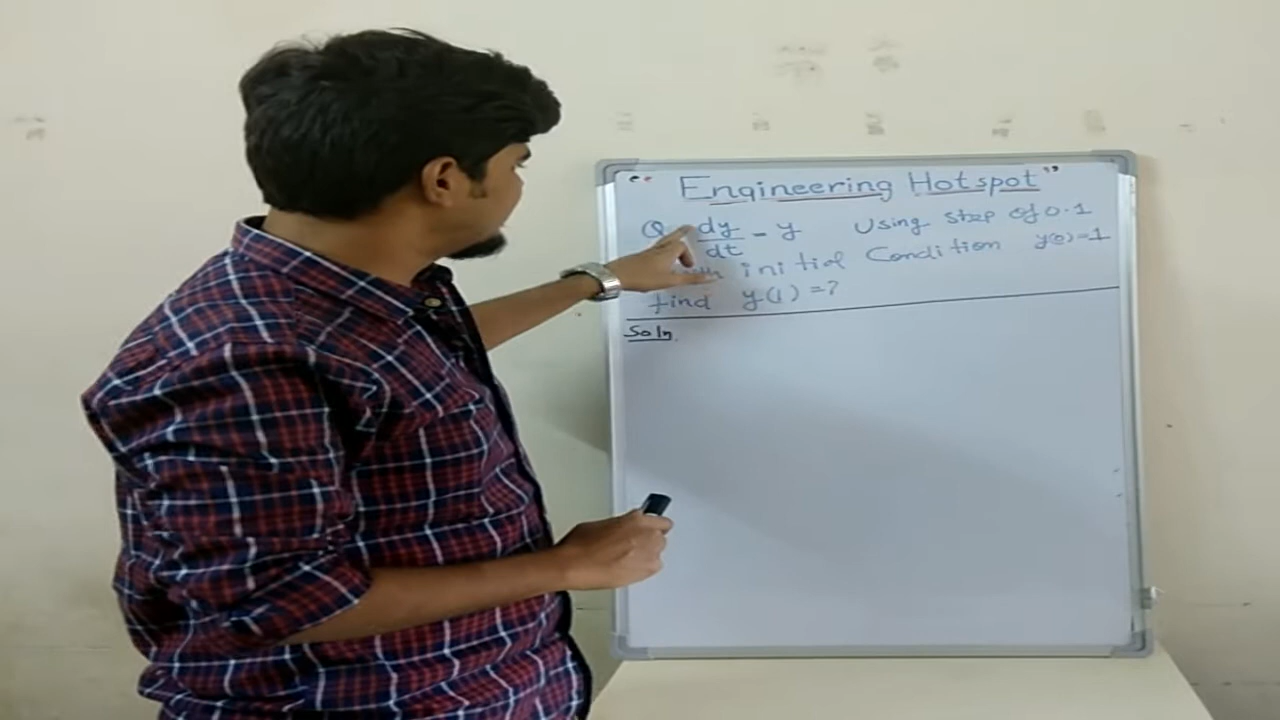 " Engineering Hotspot "
Q dy/dt = y Using step of 0.1
initial Condition y(0)=1
find y(1) =?
Soln.